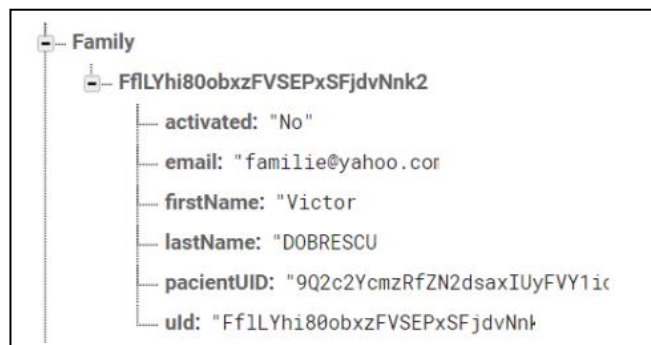 Family
FflLYhi80obxzFVSEPxSFjdvNnk2
activated: "No"
email: "familie@yahoo.com
firstName: "Victor
lastName: "DOBRESCU
pacientUID: "9Q2c2YcmzRfZN2dsaxIUyFVY1ic
uId: "FflLYhi80obxzFVSEPxSFjdvNnk